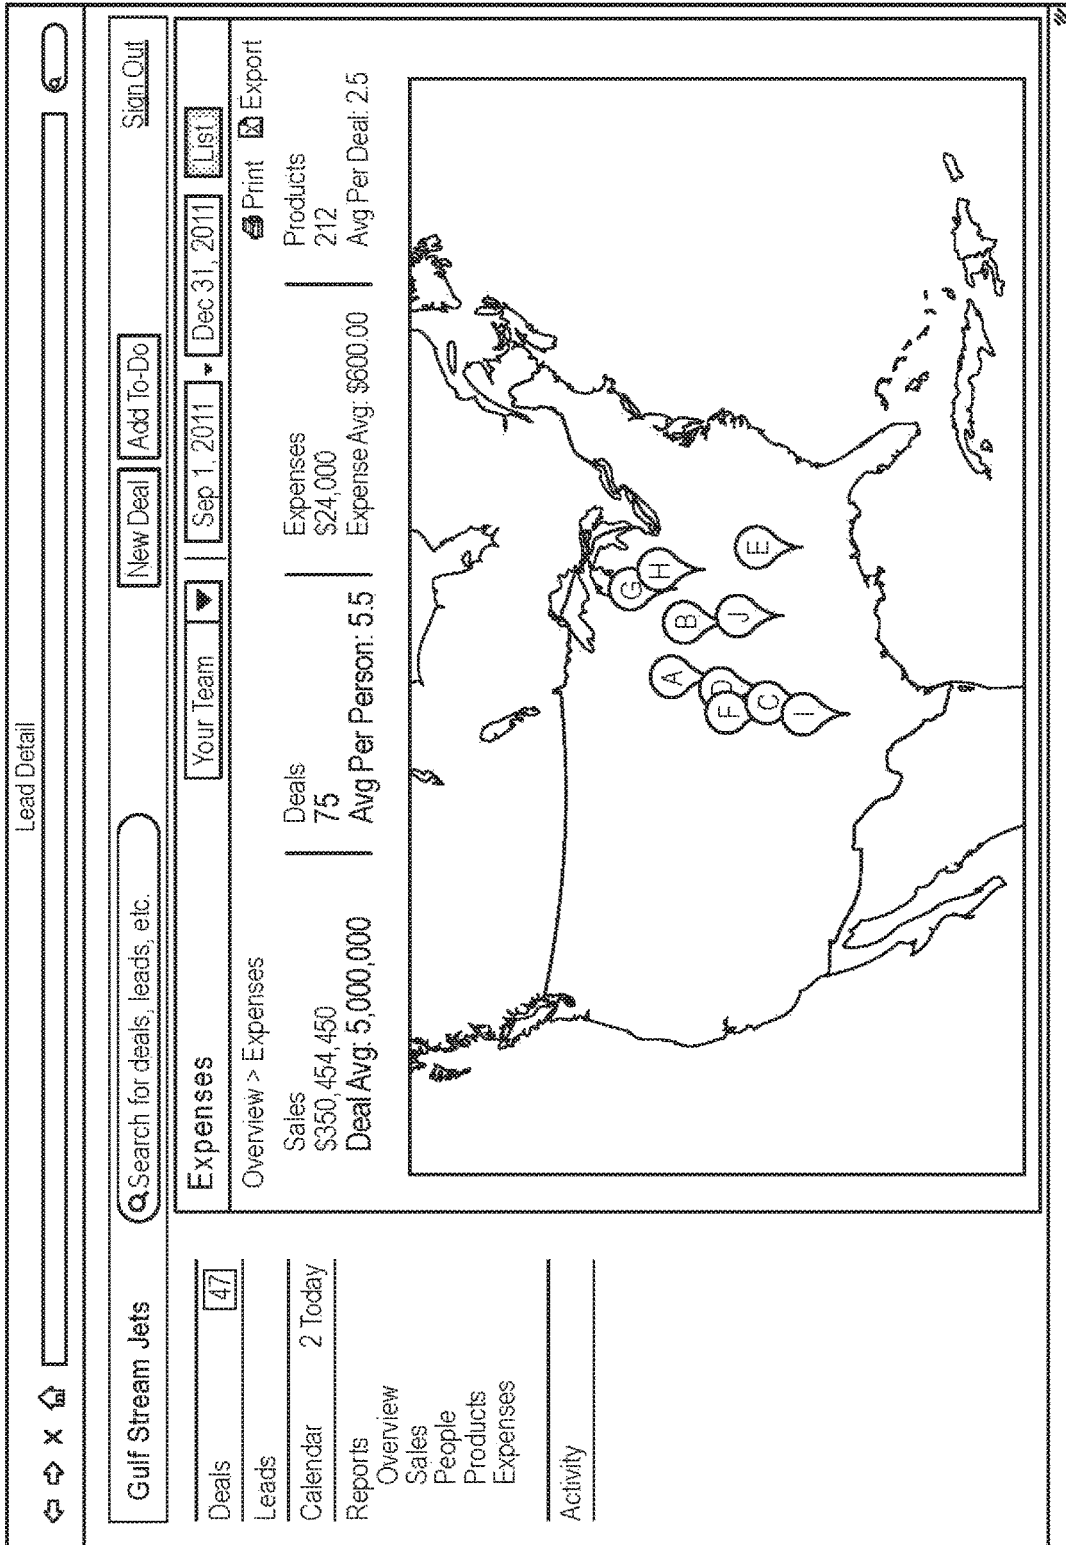 Lead Detail
Gulf Stream Jets
Search for deals, leads, etc.
New Deal
Add To-Do
Sign Out
Deals 47
Leads
Calendar 2 Today
Reports
Overview
Sales
People
Products
Expenses
Activity
Expenses
Your Team
Sep 1, 2011 - Dec 31, 2011
List
Overview > Expenses
Print
Export
Sales
$350,454,450
Deal Avg: 5,000,000
Deals
75
Avg Per Person: 5.5
Expenses
$24,000
Expense Avg: $600.00
Products
212
Avg Per Deal: 2.5
A
B
C
D
E
F
G
H
I
J